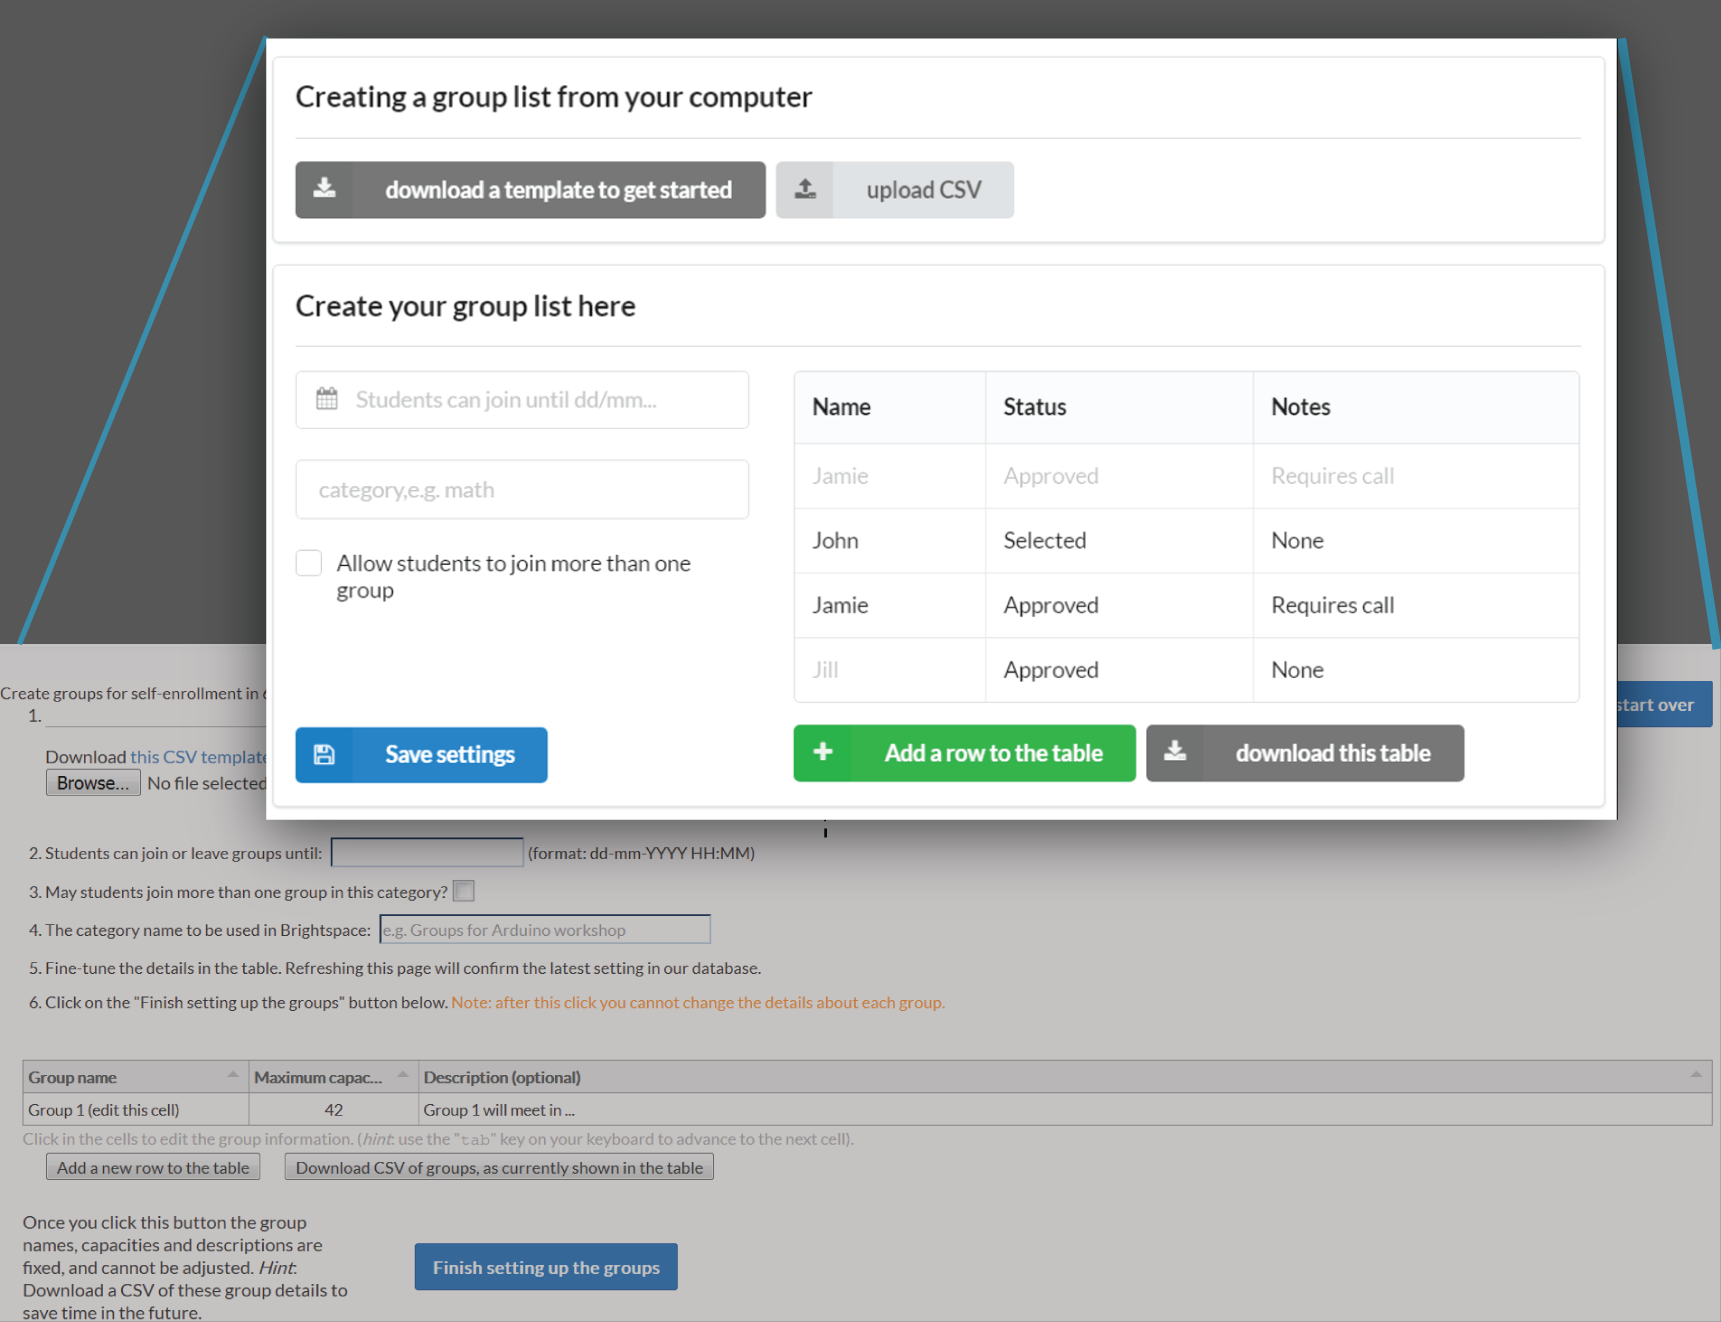 Creating a group list from your computer
download a template to get started
upload CSV
Create your group list here
Students can join until dd/mm...
category,e.g. math
Allow students to join more than one
group
Save settings
Name Status Notes
Jamie Approved Requires call
John Selected None
Jamie Approved Requires call
Jill Approved None
Add a row to the table
download this table
Create groups for self-enrollment in
start over
1.
Download this CSV template
Browse... No file selected
2. Students can join or leave groups until: (format: dd-mm-YYYY HH:MM)
3. May students join more than one group in this category?
4. The category name to be used in Brightspace: e.g. Groups for Arduino workshop
5. Fine-tune the details in the table. Refreshing this page will confirm the latest setting in our database.
6. Click on the "Finish setting up the groups" button below. Note: after this click you cannot change the details about each group.
Group name Maximum capac... Description (optional)
Group 1 (edit this cell) 42 Group 1 will meet in ...
Click in the cells to edit the group information. (hint: use the "tab" key on your keyboard to advance to the next cell).
Add a new row to the table
Download CSV of groups, as currently shown in the table
Once you click this button the group
names, capacities and descriptions are
fixed, and cannot be adjusted. Hint:
Download a CSV of these group details to
save time in the future.
Finish setting up the groups